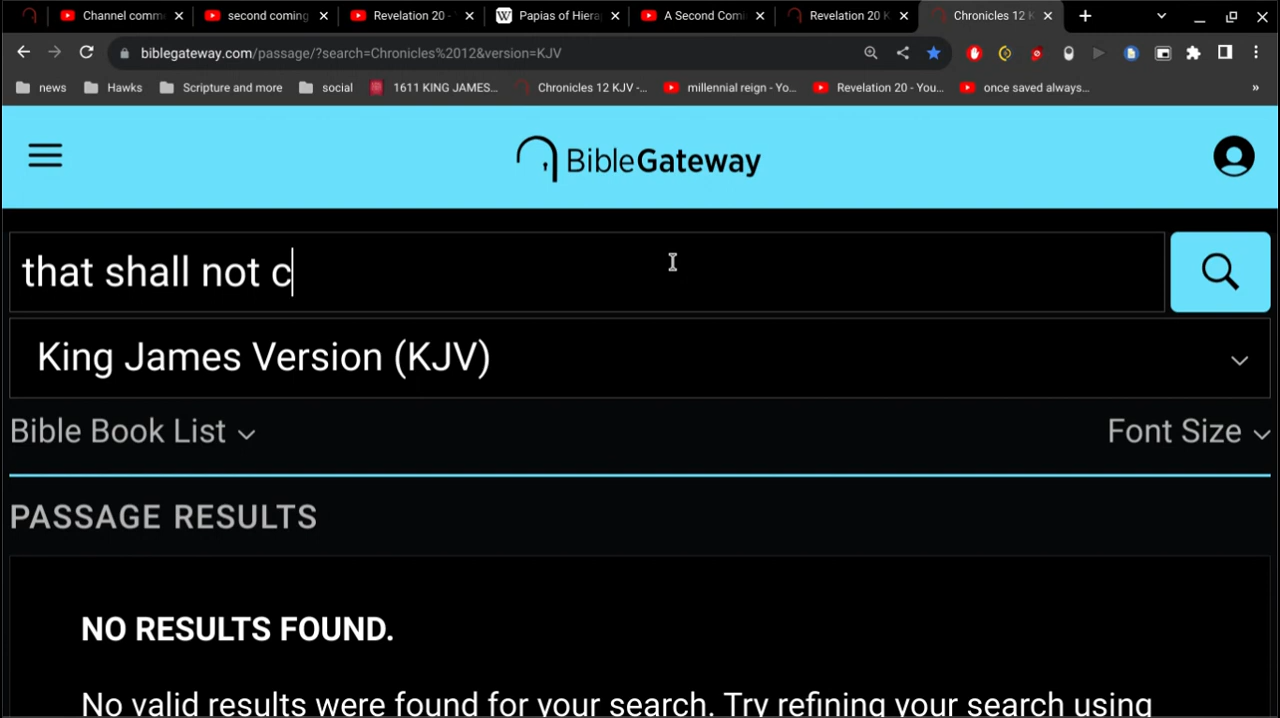 Channel comm
second coming
Revelation 20 -
Papias of Hiera
A Second Comi
Revelation 20 K
Chronicles 12 K
biblegateway.com/passage/?search=Chronicles%2012&version=KJV
news
Hawks
Scripture and more
social
1611 KING JAMES...
Chronicles 12 KJV -...
millennial reign - Yo...
Revelation 20 - You...
once saved always...
»
BibleGateway
that shall not c
King James Version (KJV)
Bible Book List
Font Size
PASSAGE RESULTS
NO RESULTS FOUND.
No valid results were found for your search. Try refining your search using